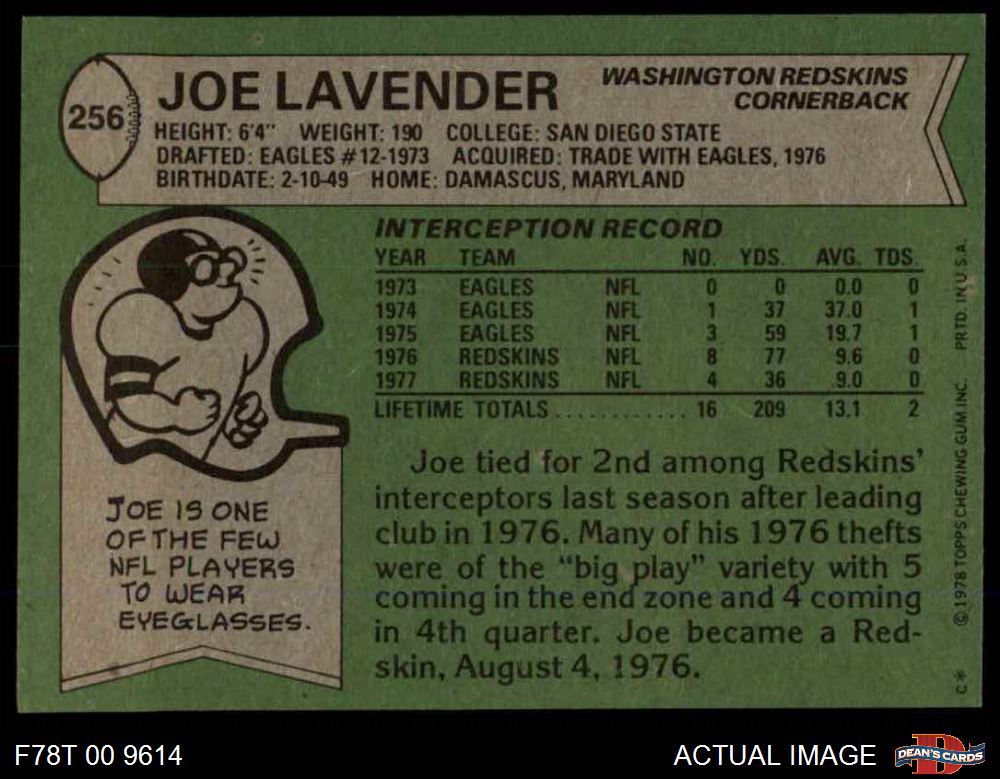 256
JOE LAVENDER
WASHINGTON REDSKINS
CORNERBACK
HEIGHT: 6'4" WEIGHT: 190 COLLEGE: SAN DIEGO STATE
DRAFTED: EAGLES #12-1973 ACQUIRED: TRADE WITH EAGLES, 1976
BIRTHDATE: 2-10-49 HOME: DAMASCUS, MARYLAND
INTERCEPTION RECORD
YEAR TEAM NO. YDS. AVG. TDS.
1973 EAGLES NFL 0 0 0.0 0
1974 EAGLES NFL 1 37 37.0 1
1975 EAGLES NFL 3 59 19.7 1
1976 REDSKINS NFL 8 77 9.6 0
1977 REDSKINS NFL 4 36 9.0 0
LIFETIME TOTALS............ 16 209 13.1 2
Joe tied for 2nd among Redskins'
interceptors last season after leading
club in 1976. Many of his 1976 thefts
were of the "big play" variety with 5
coming in the end zone and 4 coming
in 4th quarter. Joe became a Red-
skin, August 4, 1976.
JOE IS ONE
OF THE FEW
NFL PLAYERS
TO WEAR
EYEGLASSES.
C* ©1978 TOPPS CHEWING GUM INC. PRTD. IN U.S.A.
F78T 00 9614
ACTUAL IMAGE
DEAN'S CARDS